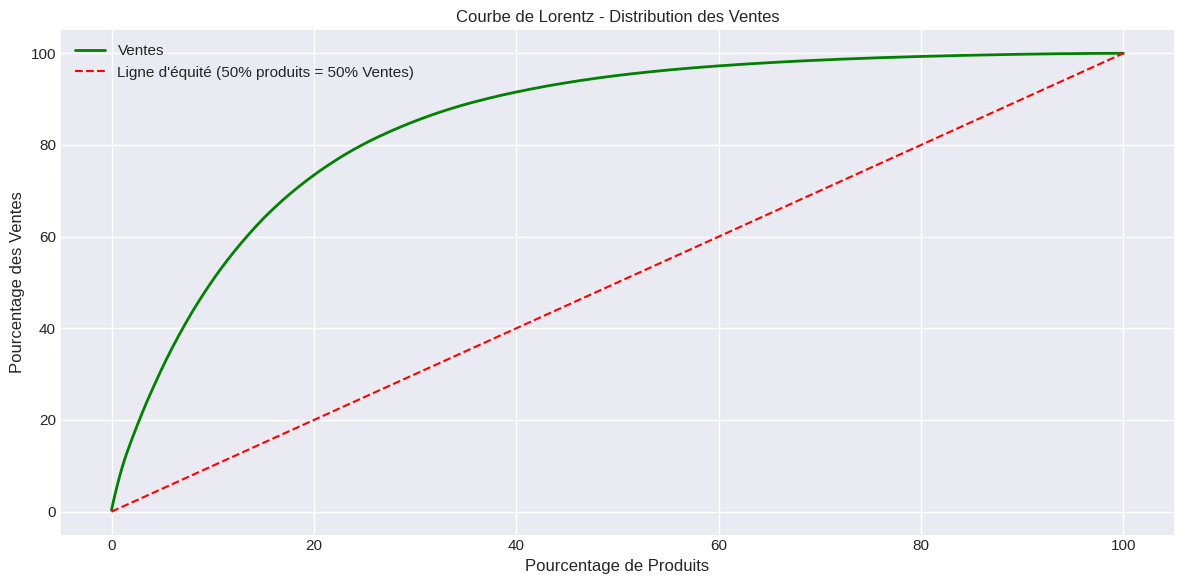 Courbe de Lorentz - Distribution des Ventes
Ventes
Ligne d'équité (50% produits = 50% Ventes)
Pourcentage des Ventes
100
80
60
40
20
0
0 20 40 60 80 100
Pourcentage de Produits